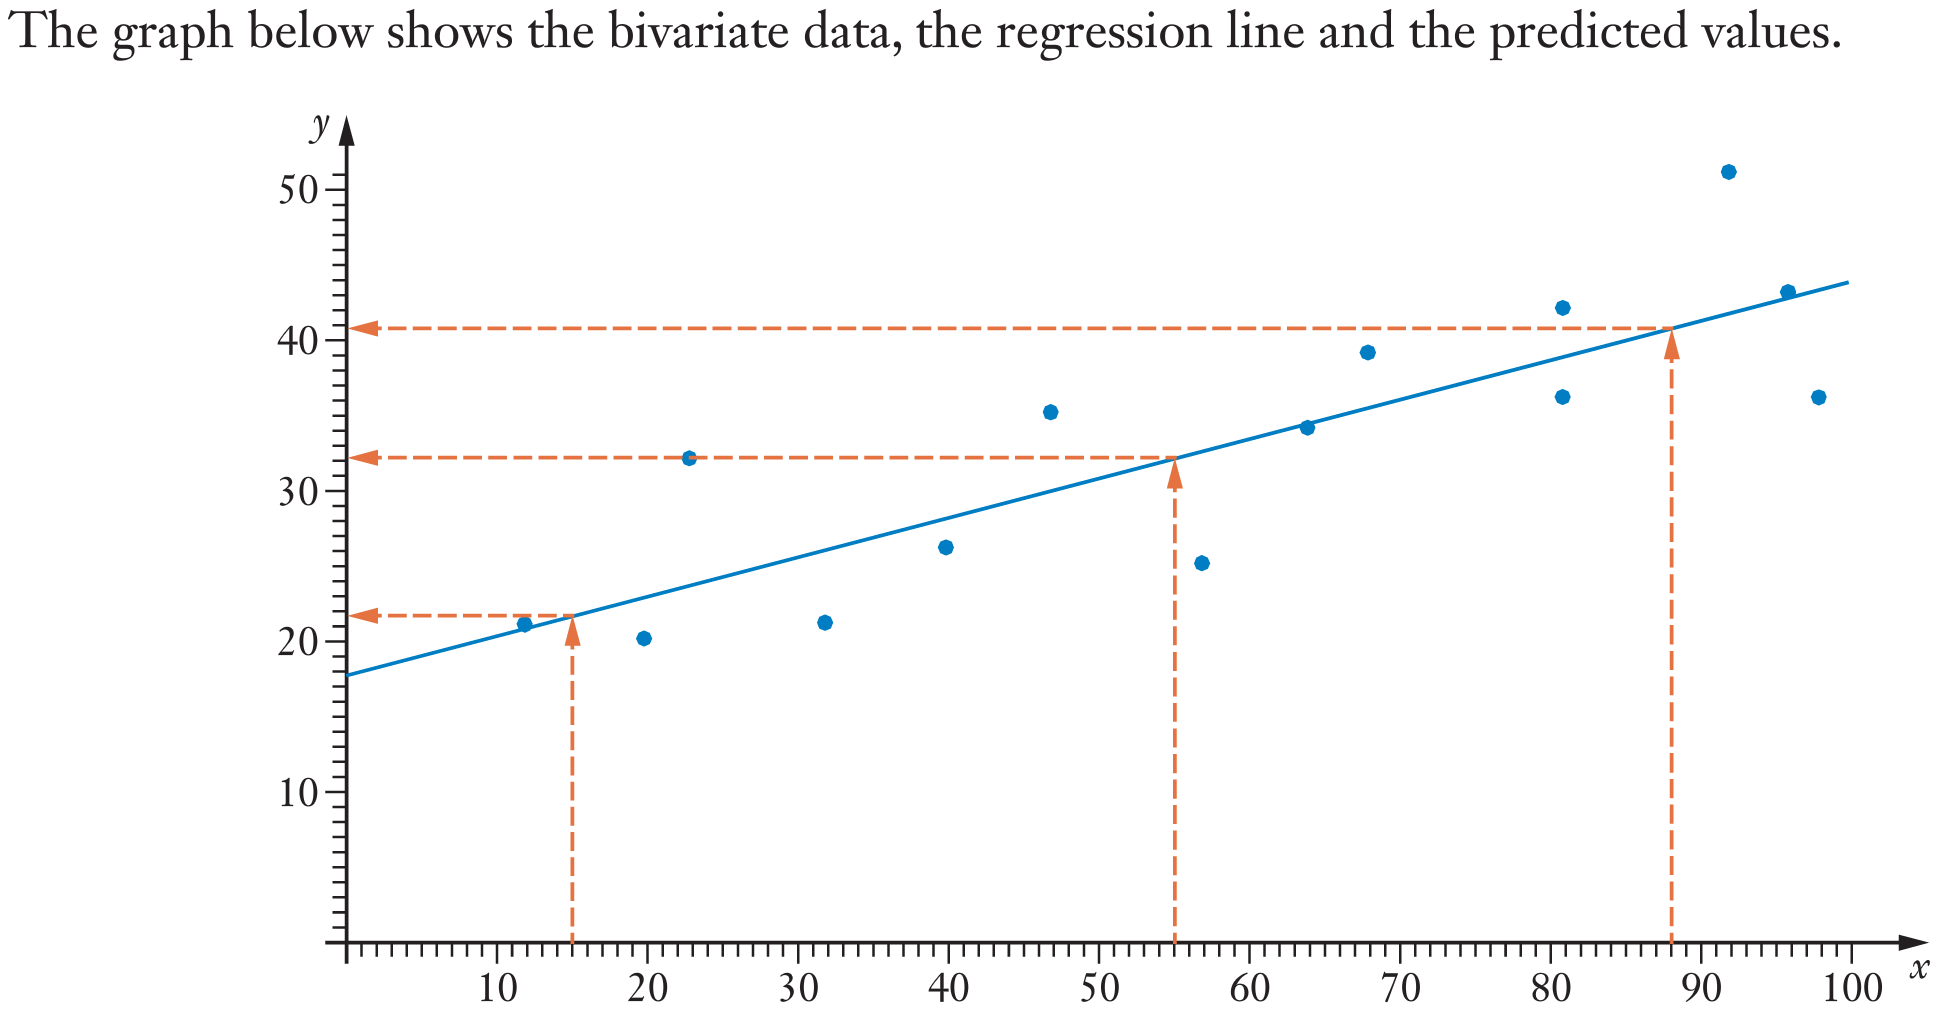 The graph below shows the bivariate data, the regression line and the predicted values.
y
50
40
30
20
10
10 20 30 40 50 60 70 80 90 100 x